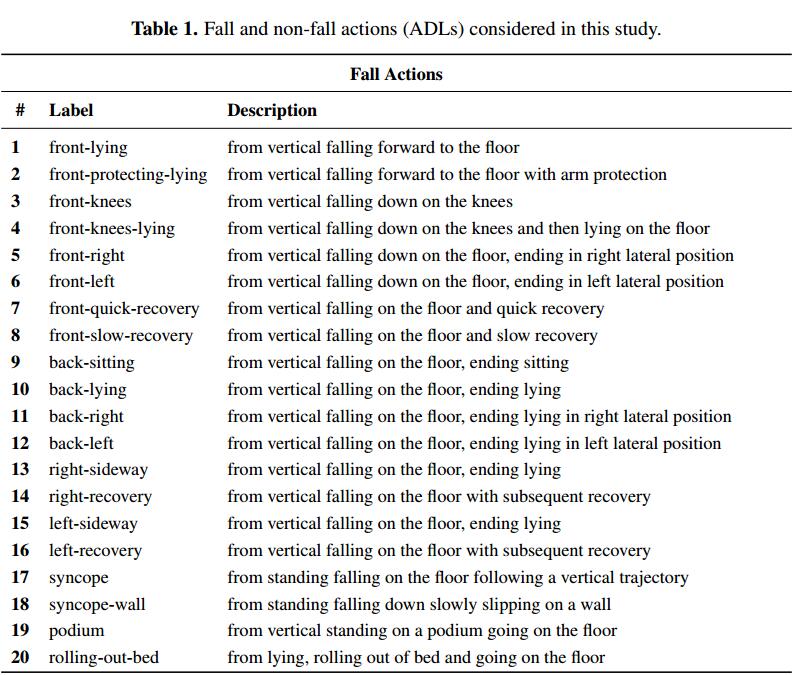 Table 1. Fall and non-fall actions (ADLs) considered in this study.
Fall Actions
# Label Description
1 front-lying from vertical falling forward to the floor
2 front-protecting-lying from vertical falling forward to the floor with arm protection
3 front-knees from vertical falling down on the knees
4 front-knees-lying from vertical falling down on the knees and then lying on the floor
5 front-right from vertical falling down on the floor, ending in right lateral position
6 front-left from vertical falling down on the floor, ending in left lateral position
7 front-quick-recovery from vertical falling on the floor and quick recovery
8 front-slow-recovery from vertical falling on the floor and slow recovery
9 back-sitting from vertical falling on the floor, ending sitting
10 back-lying from vertical falling on the floor, ending lying
11 back-right from vertical falling on the floor, ending lying in right lateral position
12 back-left from vertical falling on the floor, ending lying in left lateral position
13 right-sideway from vertical falling on the floor, ending lying
14 right-recovery from vertical falling on the floor with subsequent recovery
15 left-sideway from vertical falling on the floor, ending lying
16 left-recovery from vertical falling on the floor with subsequent recovery
17 syncope from standing falling on the floor following a vertical trajectory
18 syncope-wall from standing falling down slowly slipping on a wall
19 podium from vertical standing on a podium going on the floor
20 rolling-out-bed from lying, rolling out of bed and going on the floor